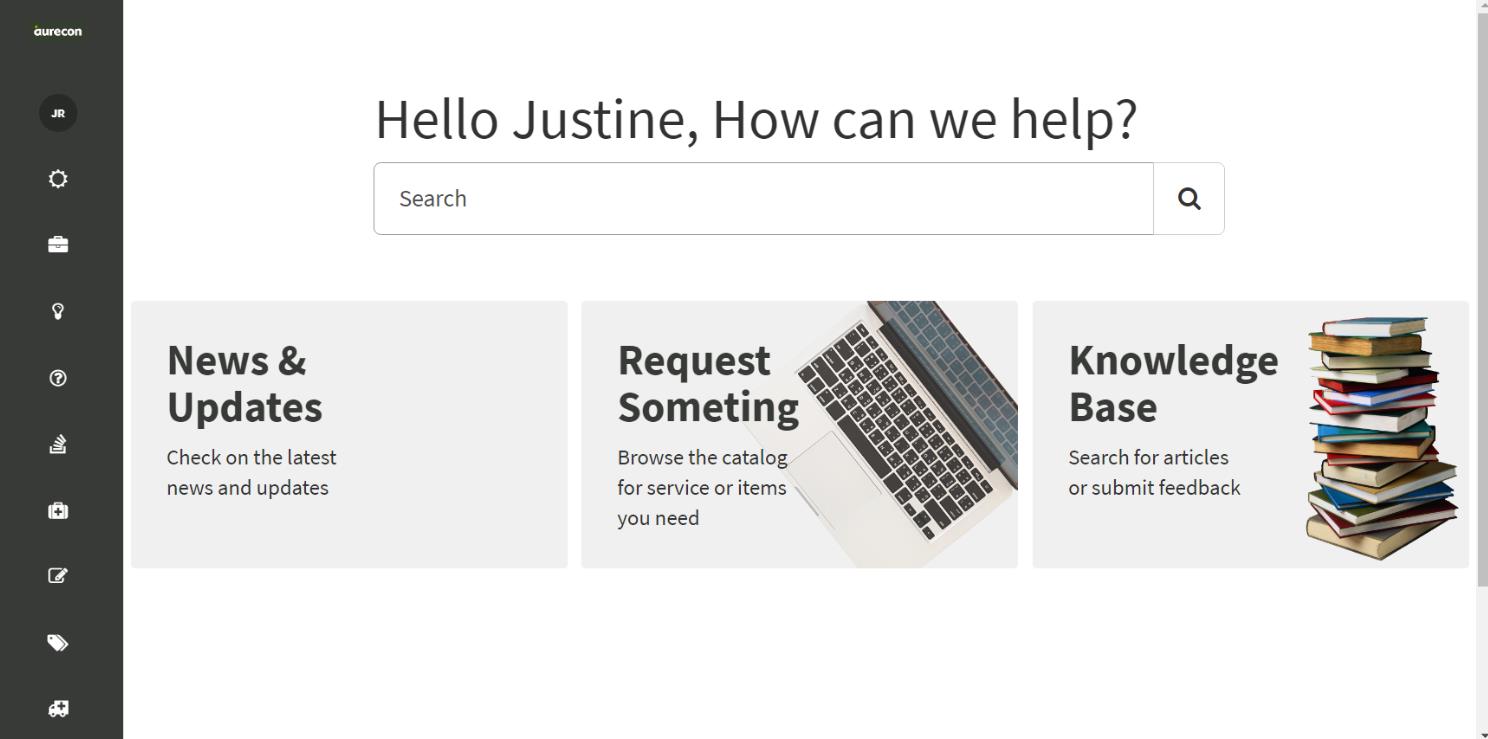 aurecon
JR
Hello Justine, How can we help?
Search
News &
Updates
Check on the latest
news and updates
Request
Someting
Browse the catalog
for service or items
you need
Knowledge
Base
Search for articles
or submit feedback